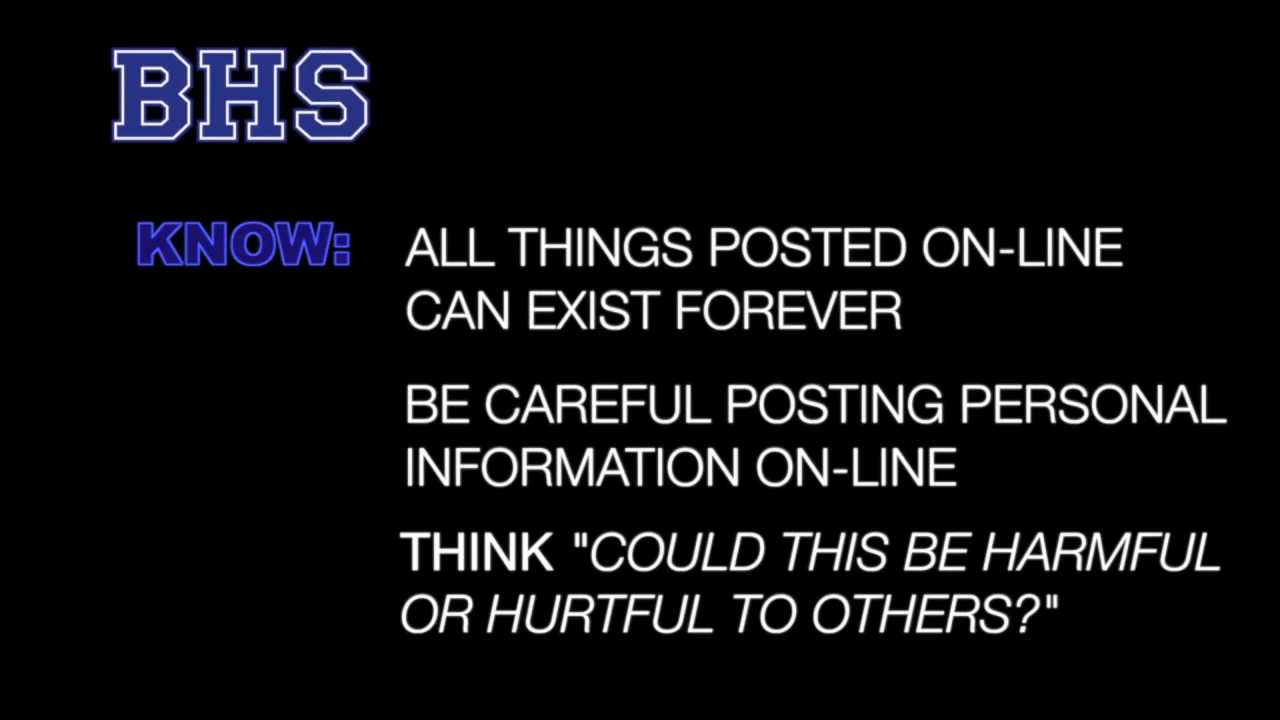 BHS
KNOW:
ALL THINGS POSTED ON-LINE
CAN EXIST FOREVER
BE CAREFUL POSTING PERSONAL
INFORMATION ON-LINE
THINK "COULD THIS BE HARMFUL
OR HURTFUL TO OTHERS?"